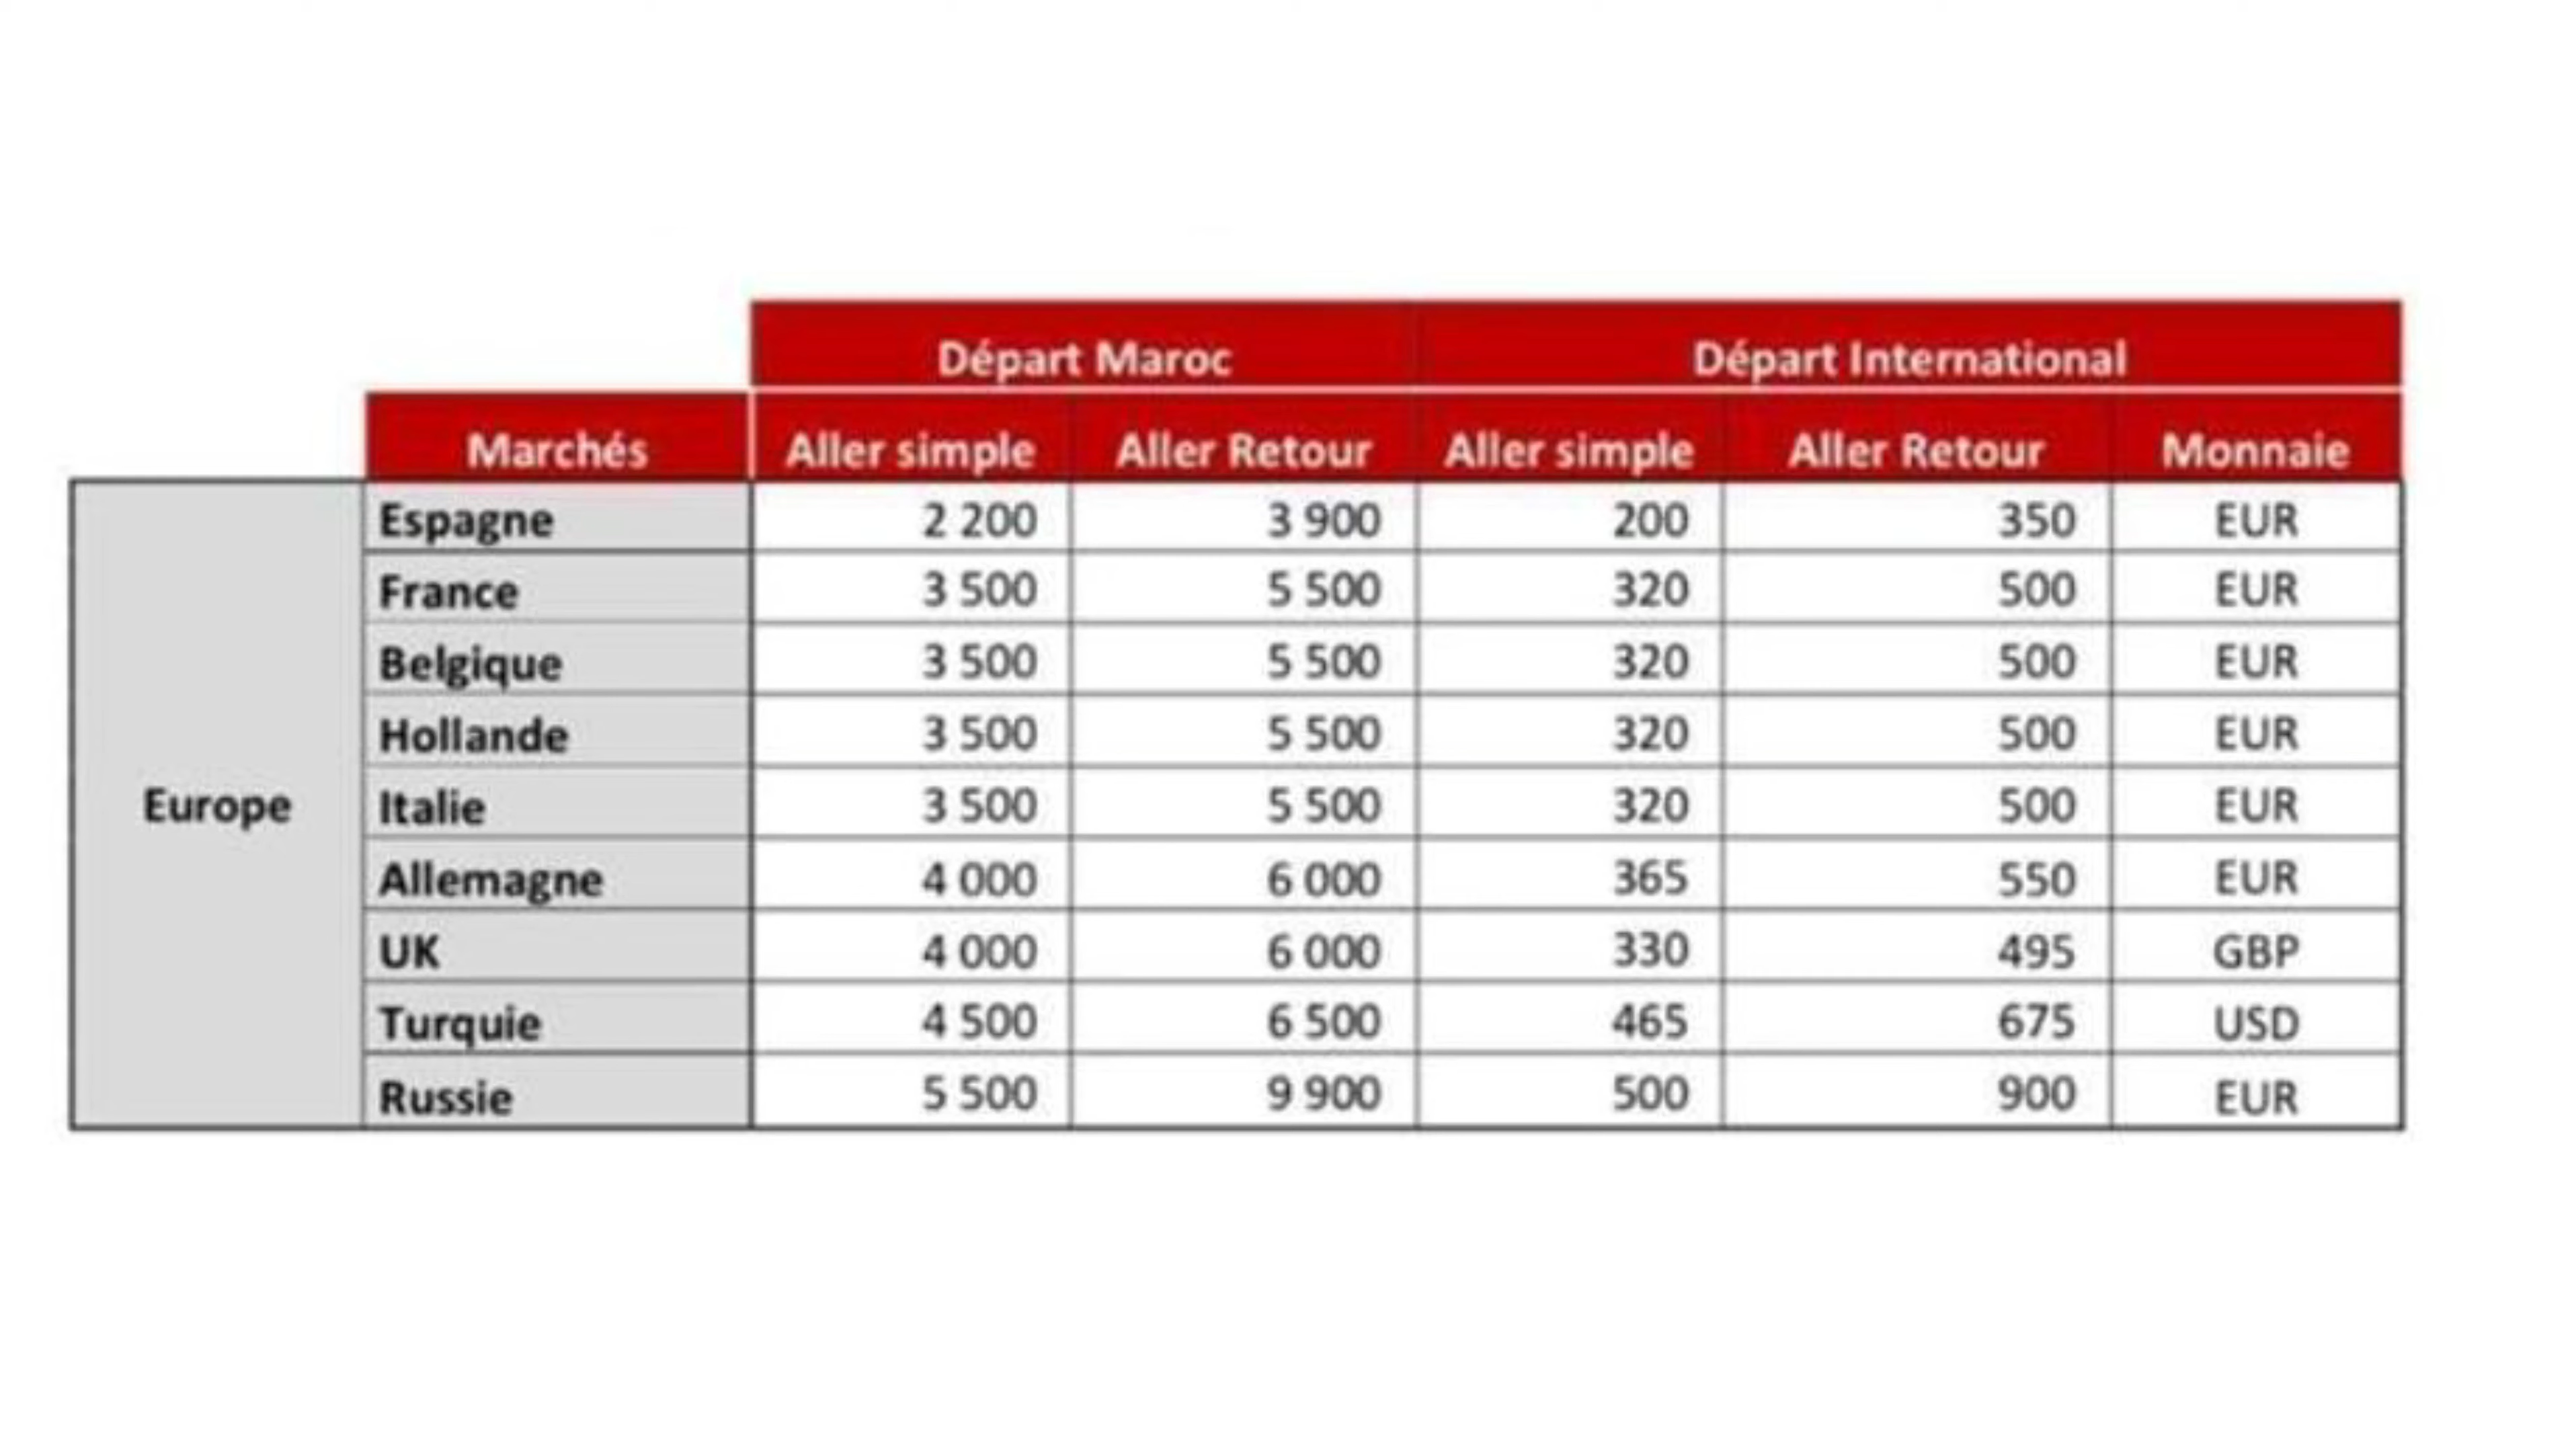 Départ Maroc Départ International
Marchés Aller simple Aller Retour Aller simple Aller Retour Monnaie
Espagne 2 200 3 900 200 350 EUR
France 3 500 5 500 320 500 EUR
Belgique 3 500 5 500 320 500 EUR
Hollande 3 500 5 500 320 500 EUR
Europe Italie 3 500 5 500 320 500 EUR
Allemagne 4 000 6 000 365 550 EUR
UK 4 000 6 000 330 495 GBP
Turquie 4 500 6 500 465 675 USD
Russie 5 500 9 900 500 900 EUR